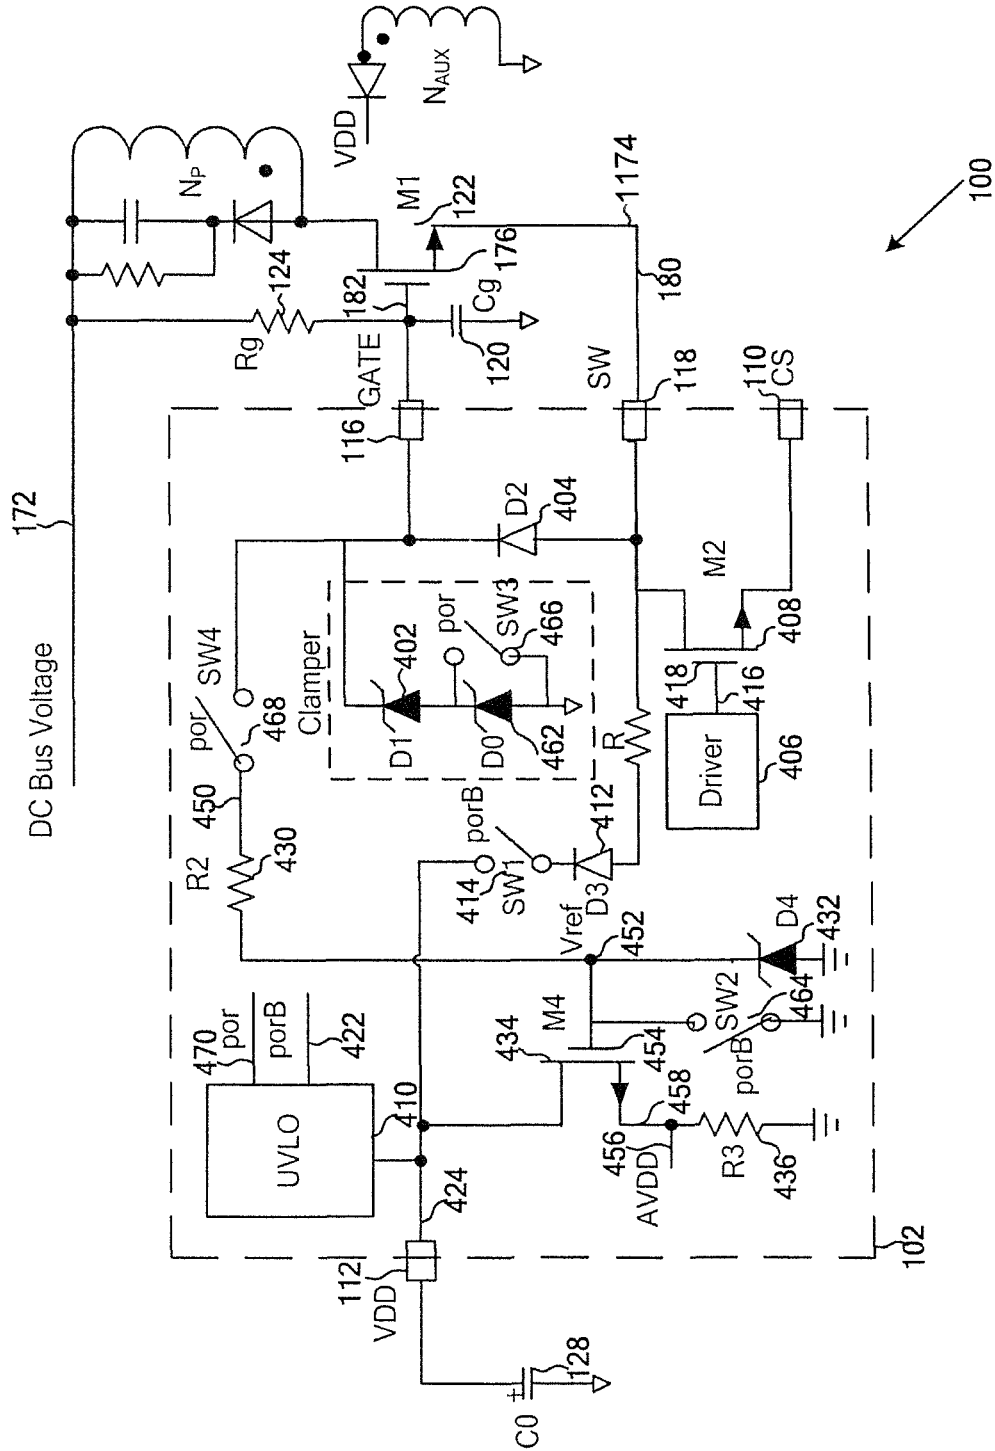 DC Bus Voltage
172
Rg
124
N_P
VDD
N_AUX
GATE
182
Cg
120
M1
122
176
1174
180
SW
118
110
CS
116
100
SW4
por
468
450
R2
430
Clamper
D1
402
D0
462
por
SW3
466
D2
404
M2
408
418
416
Driver
406
R
porB
414
SW1
412
D3
Vref
452
D4
432
SW2
464
porB
M4
434
454
458
456
AVDD
R3
436
470
por
porB
422
UVLO
410
424
112
VDD
102
C0
+
128